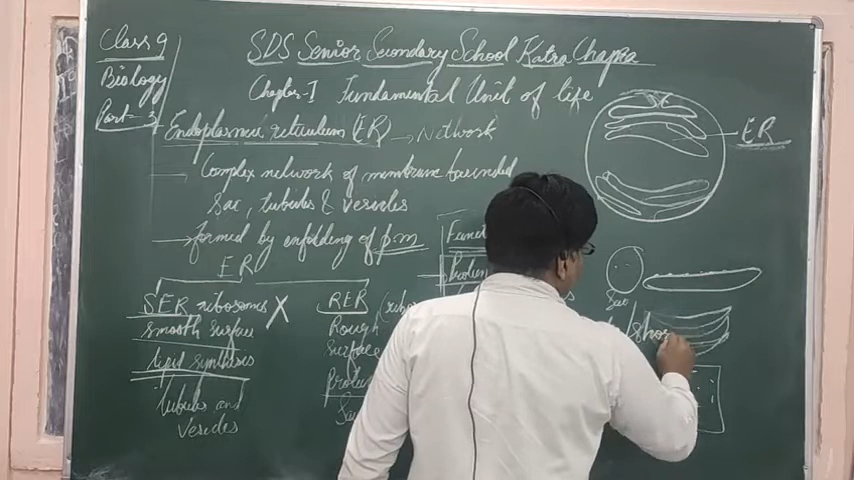 Class 9
Biology
Part-3
SDS Senior Secondary School Katra Chapra
Chapter-I Fundamental Unit of life
Endoplasmic reticulum (ER) → Network
Complex network of membrane bounded
Sac, tubules & vesicles
→ formed by enfolding of p.m
ER
SER ribosomes X
smooth surface
lipid synthesis
Tubules and
vesicles
RER
Rough
Surface
ER
Sac